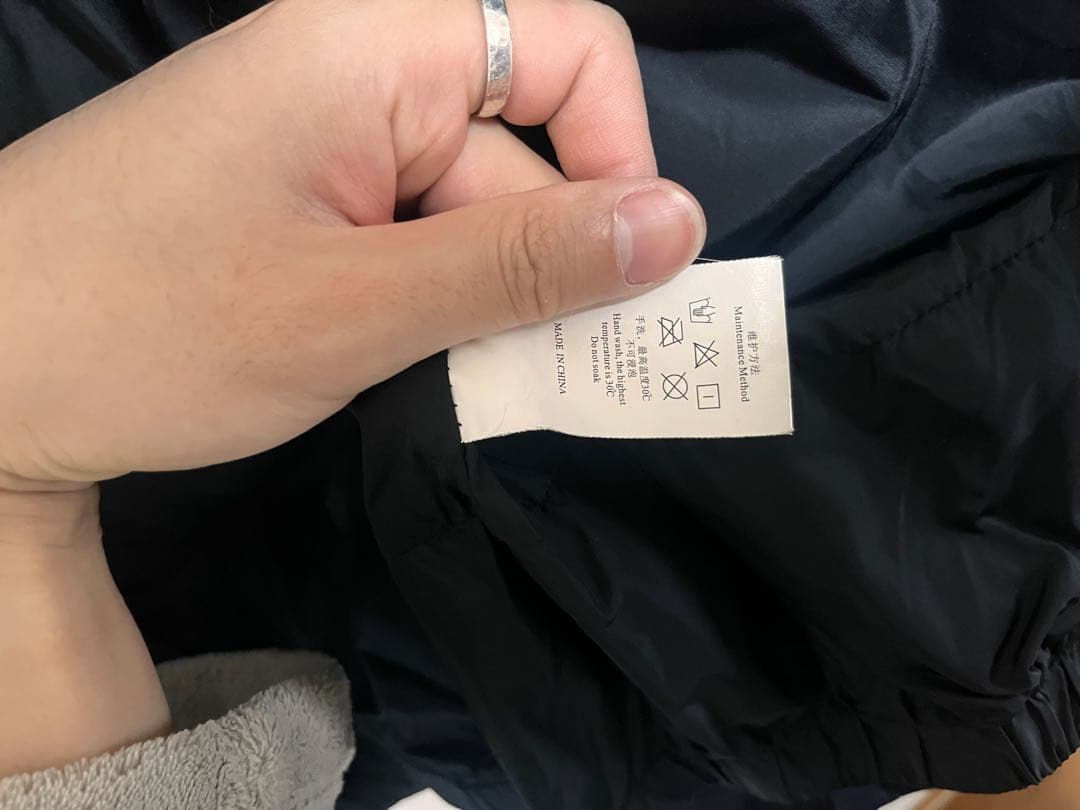 维护方法
Maintenance Method
手洗，最高温度30℃
不可浸泡
Hand wash, the highest
temperature is 30℃
Do not soak
MADE IN CHINA